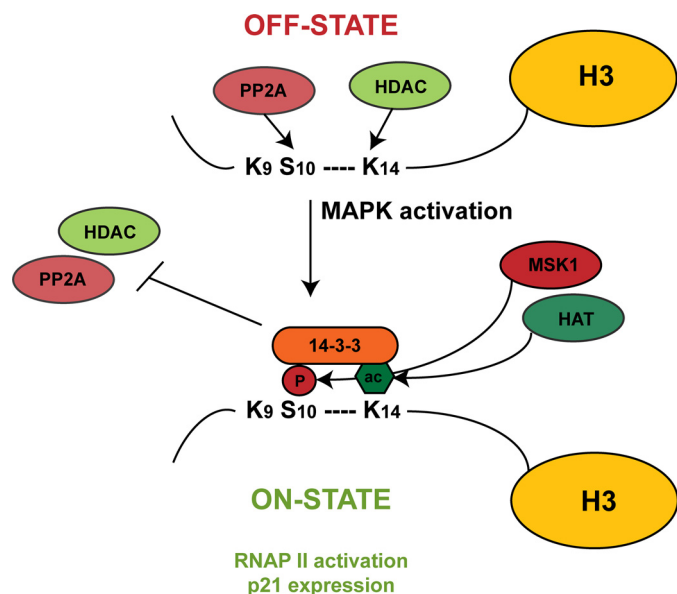 OFF-STATE
PP2A
HDAC
H3
K9 S10 ---- K14
MAPK activation
HDAC
PP2A
MSK1
HAT
14-3-3
P
ac
K9 S10 ---- K14
H3
ON-STATE
RNAP II activation
p21 expression